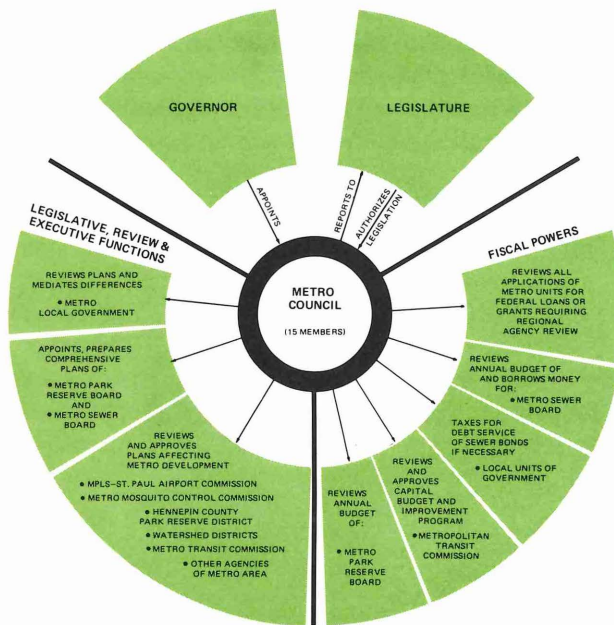 GOVERNOR
LEGISLATURE
APPOINTS
REPORTS TO
AUTHORIZES
LEGISLATION
LEGISLATIVE, REVIEW &
EXECUTIVE FUNCTIONS
FISCAL POWERS
METRO
COUNCIL
(15 MEMBERS)
REVIEWS PLANS AND
MEDIATES DIFFERENCES
• METRO
LOCAL GOVERNMENT
APPOINTS, PREPARES
COMPREHENSIVE
PLANS OF:
• METRO PARK
RESERVE BOARD
AND
• METRO SEWER
BOARD
REVIEWS
AND APPROVES
PLANS AFFECTING
METRO DEVELOPMENT
• MPLS–ST. PAUL AIRPORT COMMISSION
• METRO MOSQUITO CONTROL COMMISSION
• HENNEPIN COUNTY
PARK RESERVE DISTRICT
• WATERSHED DISTRICTS
• METRO TRANSIT COMMISSION
• OTHER AGENCIES
OF METRO AREA
REVIEWS
ANNUAL
BUDGET
OF:
• METRO
PARK
RESERVE
BOARD
REVIEWS
AND
APPROVES
CAPITAL
BUDGET AND
IMPROVEMENT
PROGRAM
• METROPOLITAN
TRANSIT
COMMISSION
TAXES FOR
DEBT SERVICE
OF SEWER BONDS
IF NECESSARY
• LOCAL UNITS OF
GOVERNMENT
REVIEWS
ANNUAL BUDGET OF
AND BORROWS MONEY
FOR:
• METRO SEWER
BOARD
REVIEWS ALL
APPLICATIONS OF
METRO UNITS FOR
FEDERAL LOANS OR
GRANTS REQUIRING
REGIONAL
AGENCY REVIEW